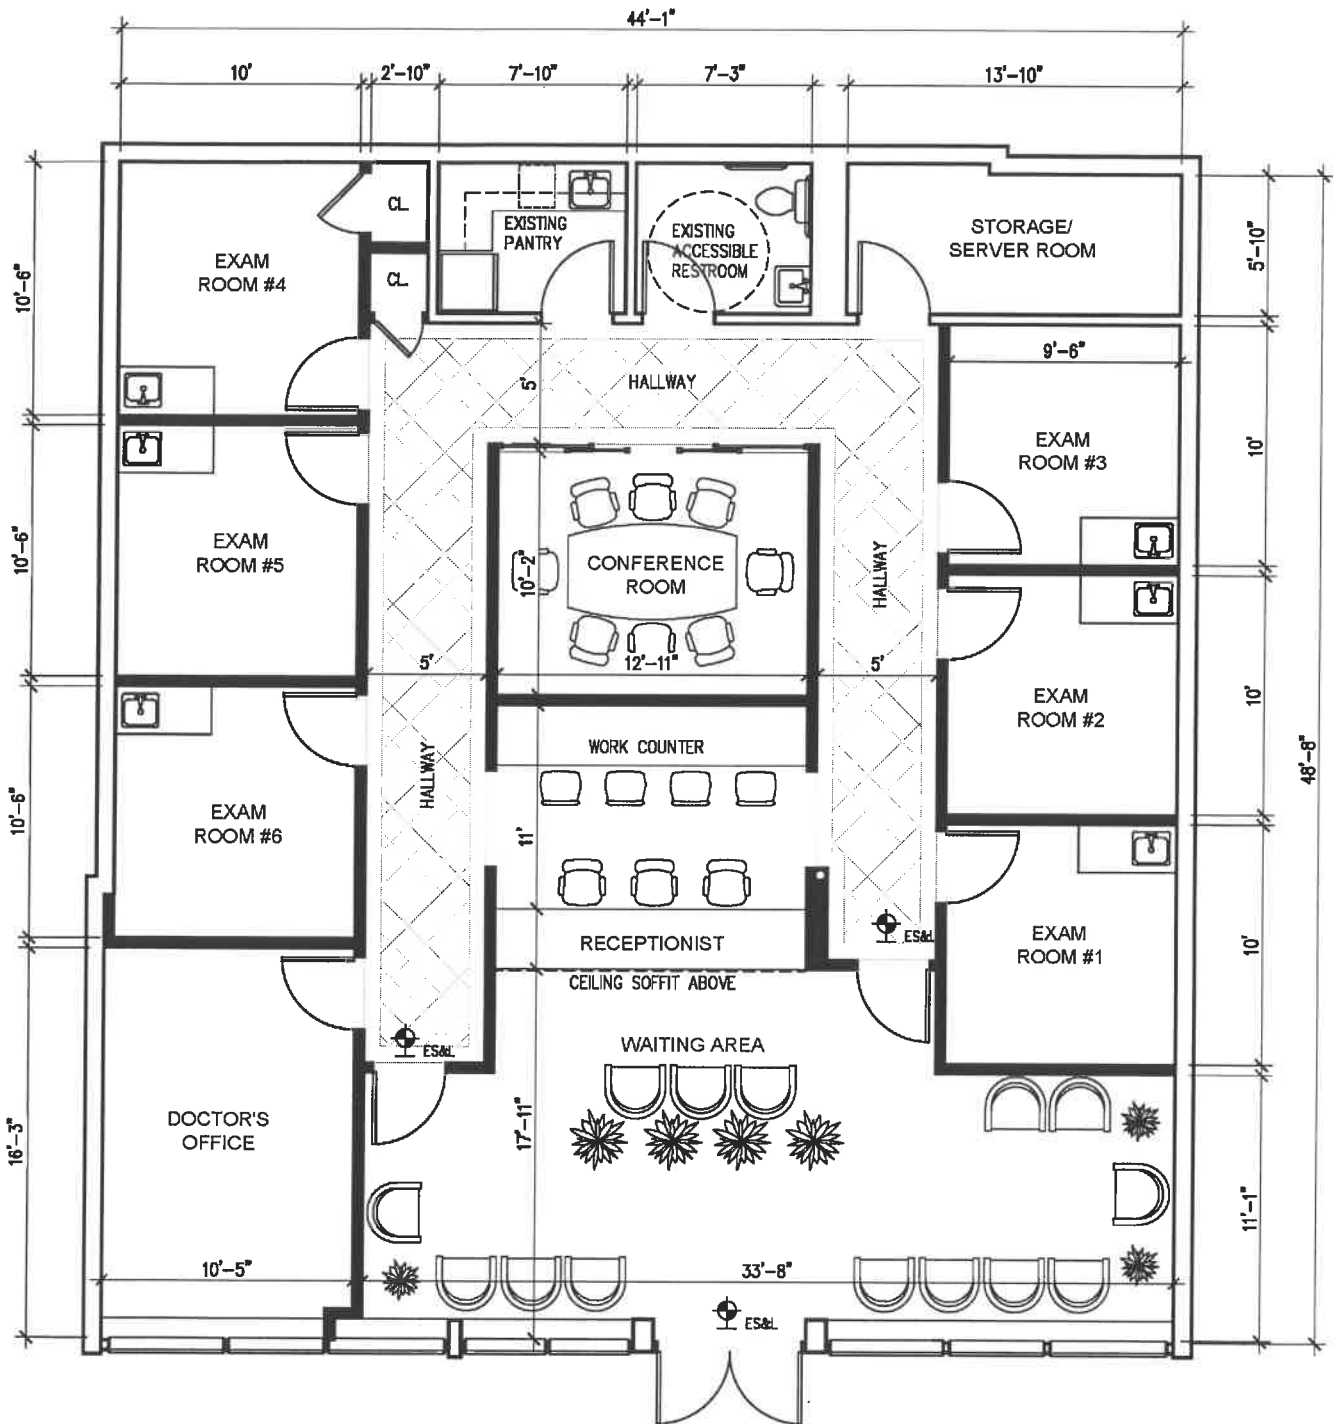 44'-1"
10'
2'-10"
7'-10"
7'-3"
13'-10"
CL.
EXISTING
PANTRY
EXISTING
ACCESSIBLE
RESTROOM
STORAGE/
SERVER ROOM
5'-10"
EXAM
ROOM #4
10'-6"
CL.
9'-6"
HALLWAY
5'
EXAM
ROOM #3
10'
EXAM
ROOM #5
10'-6"
CONFERENCE
ROOM
10'-2"
12'-11"
HALLWAY
5'
5'
EXAM
ROOM #2
10'
48'-8"
WORK COUNTER
HALLWAY
EXAM
ROOM #6
10'-6"
11'
RECEPTIONIST
CEILING SOFFIT ABOVE
ES&L
EXAM
ROOM #1
10'
ES&L
WAITING AREA
DOCTOR'S
OFFICE
16'-3"
17'-11"
11'-1"
10'-5"
33'-8"
ES&L